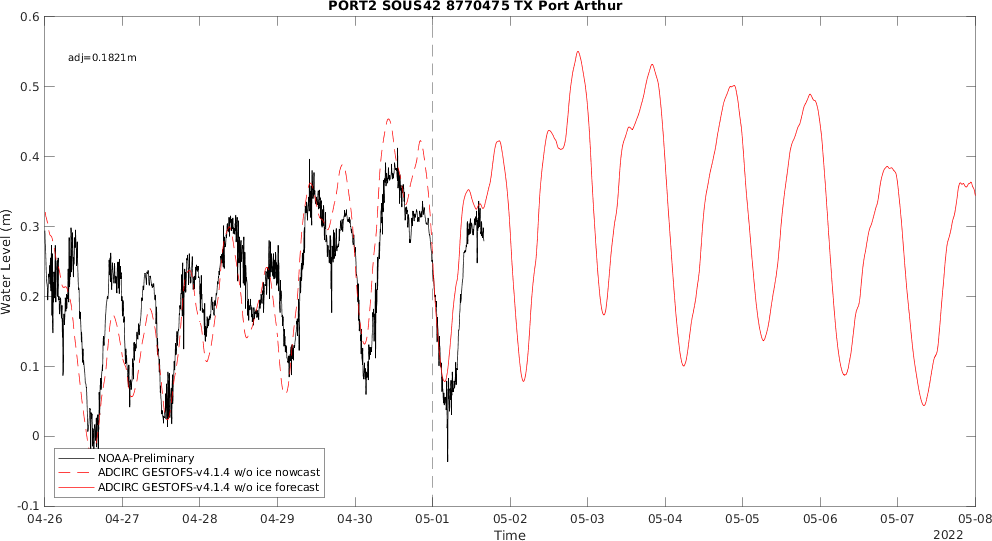 PORT2 SOUS42 8770475 TX Port Arthur
adj=0.1821m
0.6
0.5
0.4
0.3
0.2
0.1
0
-0.1
Water Level (m)
NOAA-Preliminary
ADCIRC GESTOFS-v4.1.4 w/o ice nowcast
ADCIRC GESTOFS-v4.1.4 w/o ice forecast
04-26 04-27 04-28 04-29 04-30 05-01 05-02 05-03 05-04 05-05 05-06 05-07 05-08
Time
2022